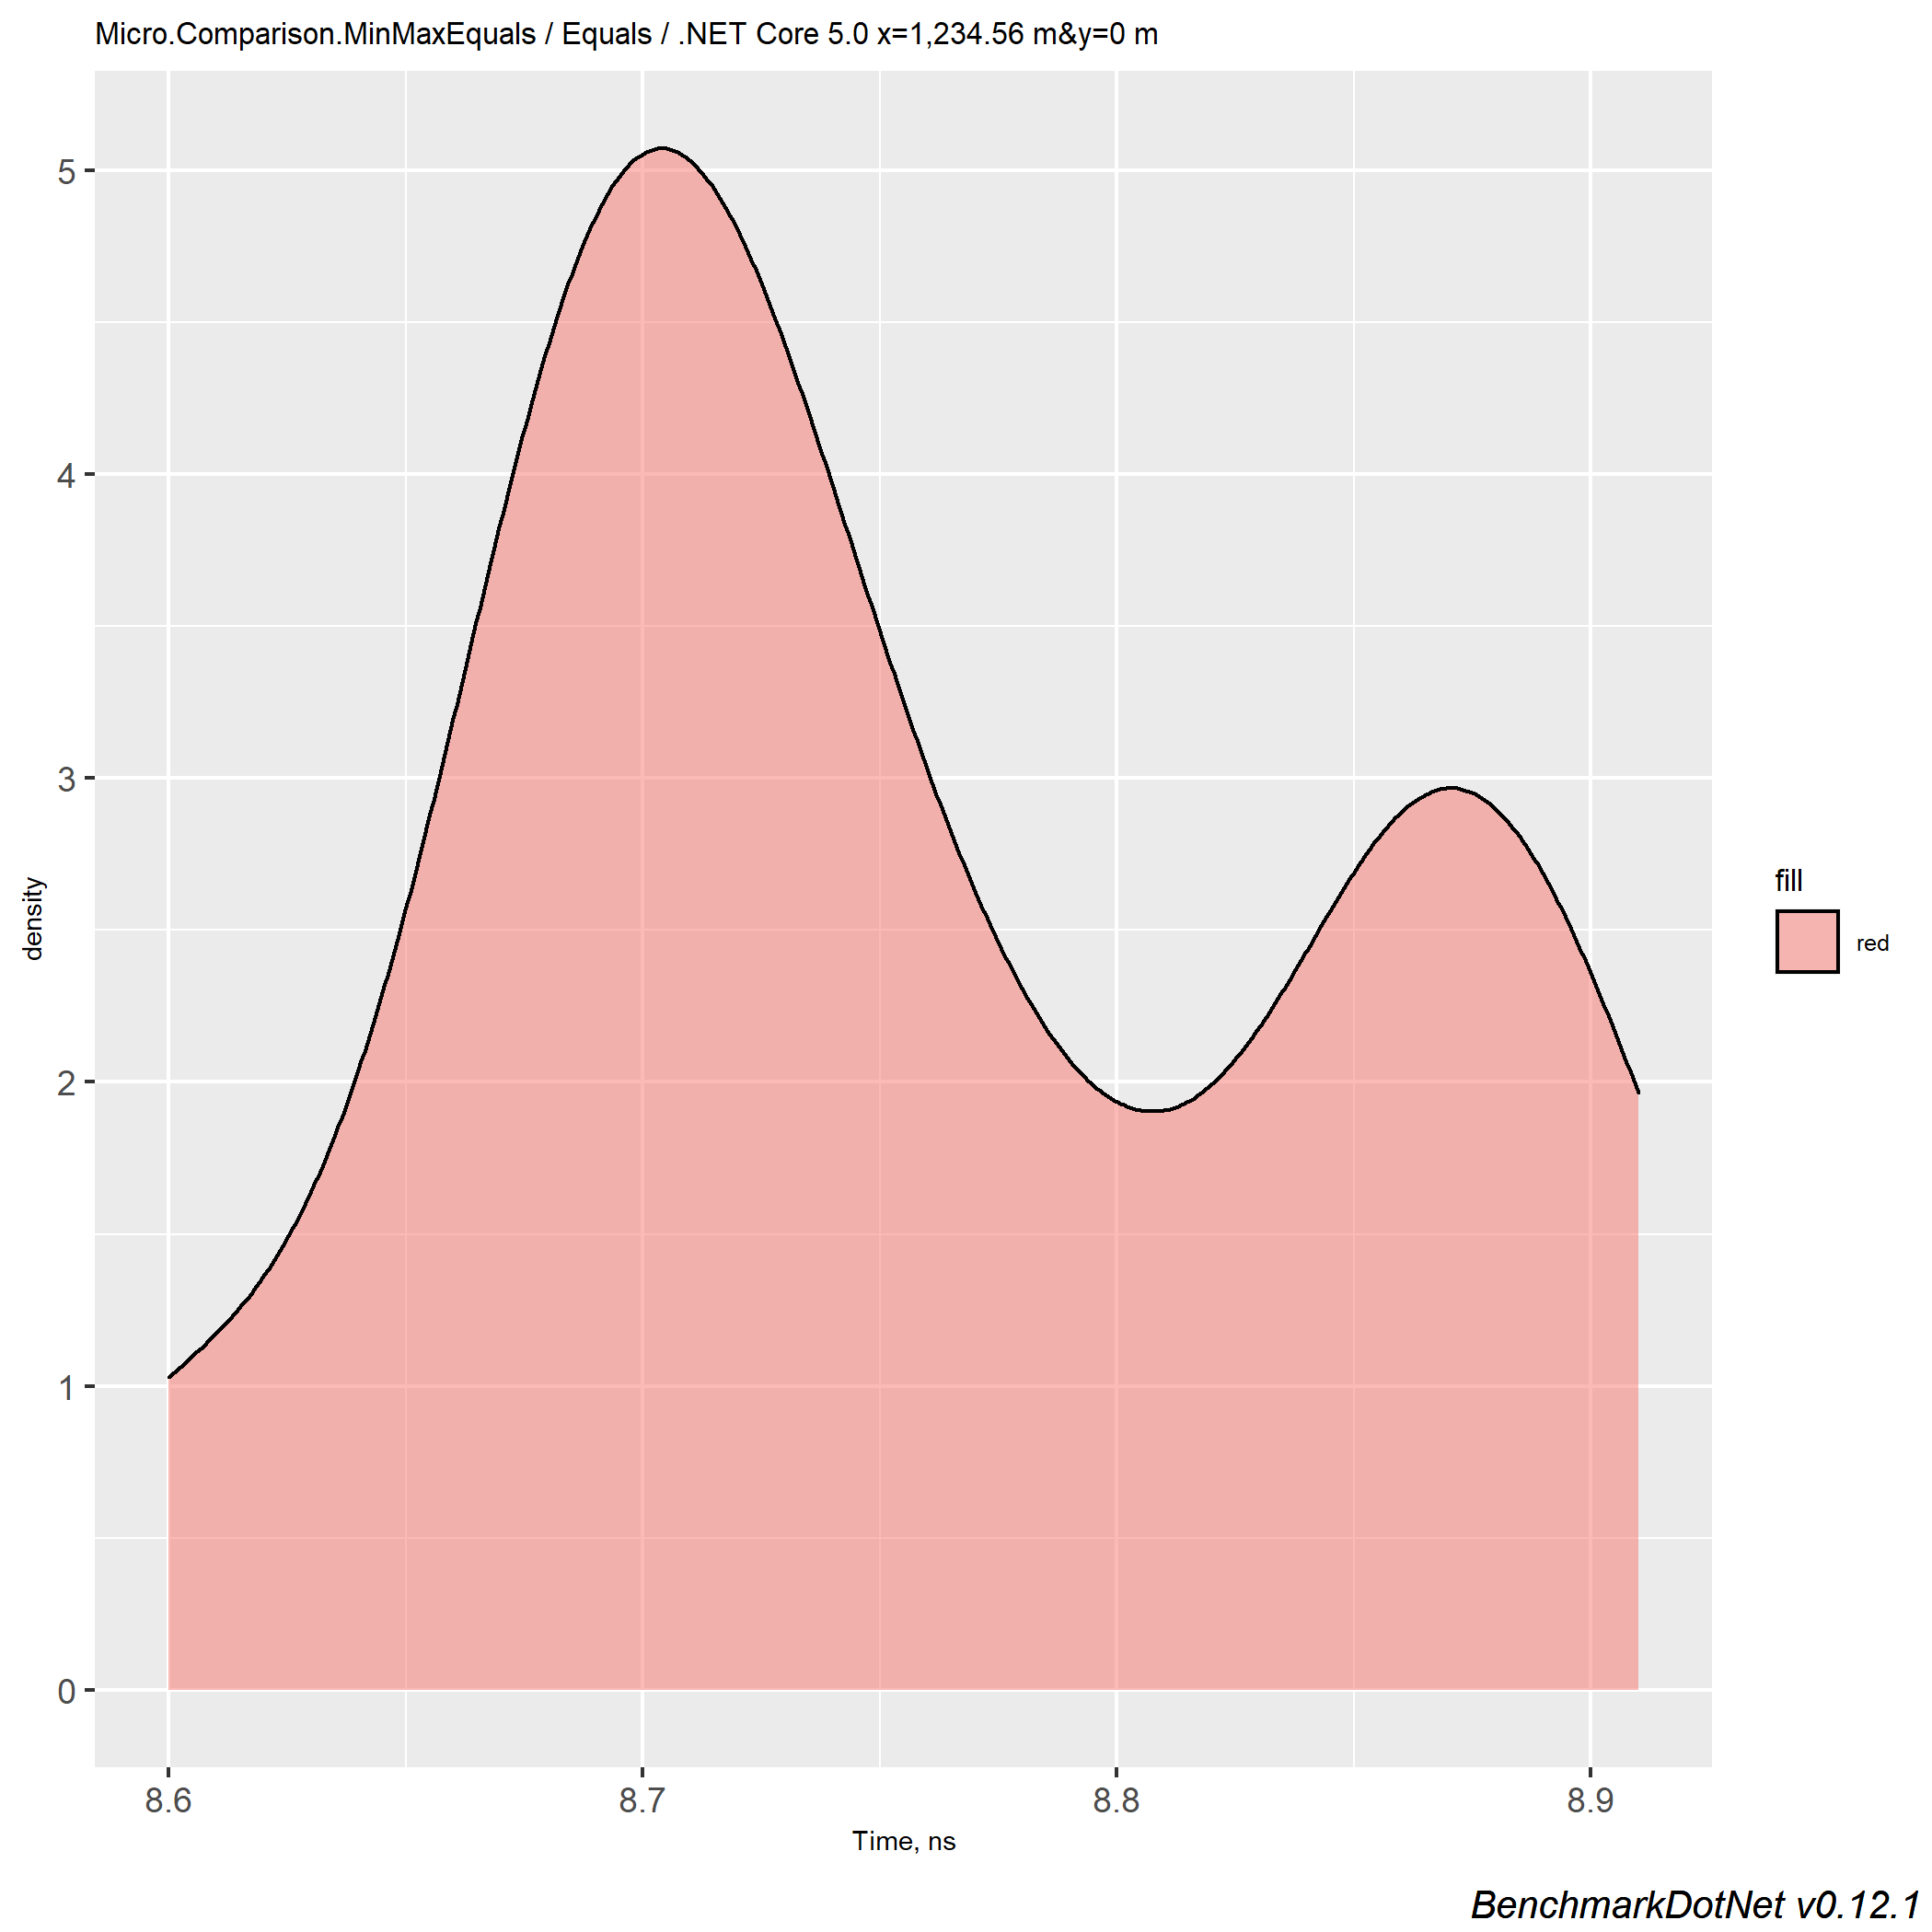 Micro.Comparison.MinMaxEquals / Equals / .NET Core 5.0 x=1,234.56 m&y=0 m
5
4
3
2
1
0
density
8.6 8.7 8.8 8.9
Time, ns
fill
red
BenchmarkDotNet v0.12.1